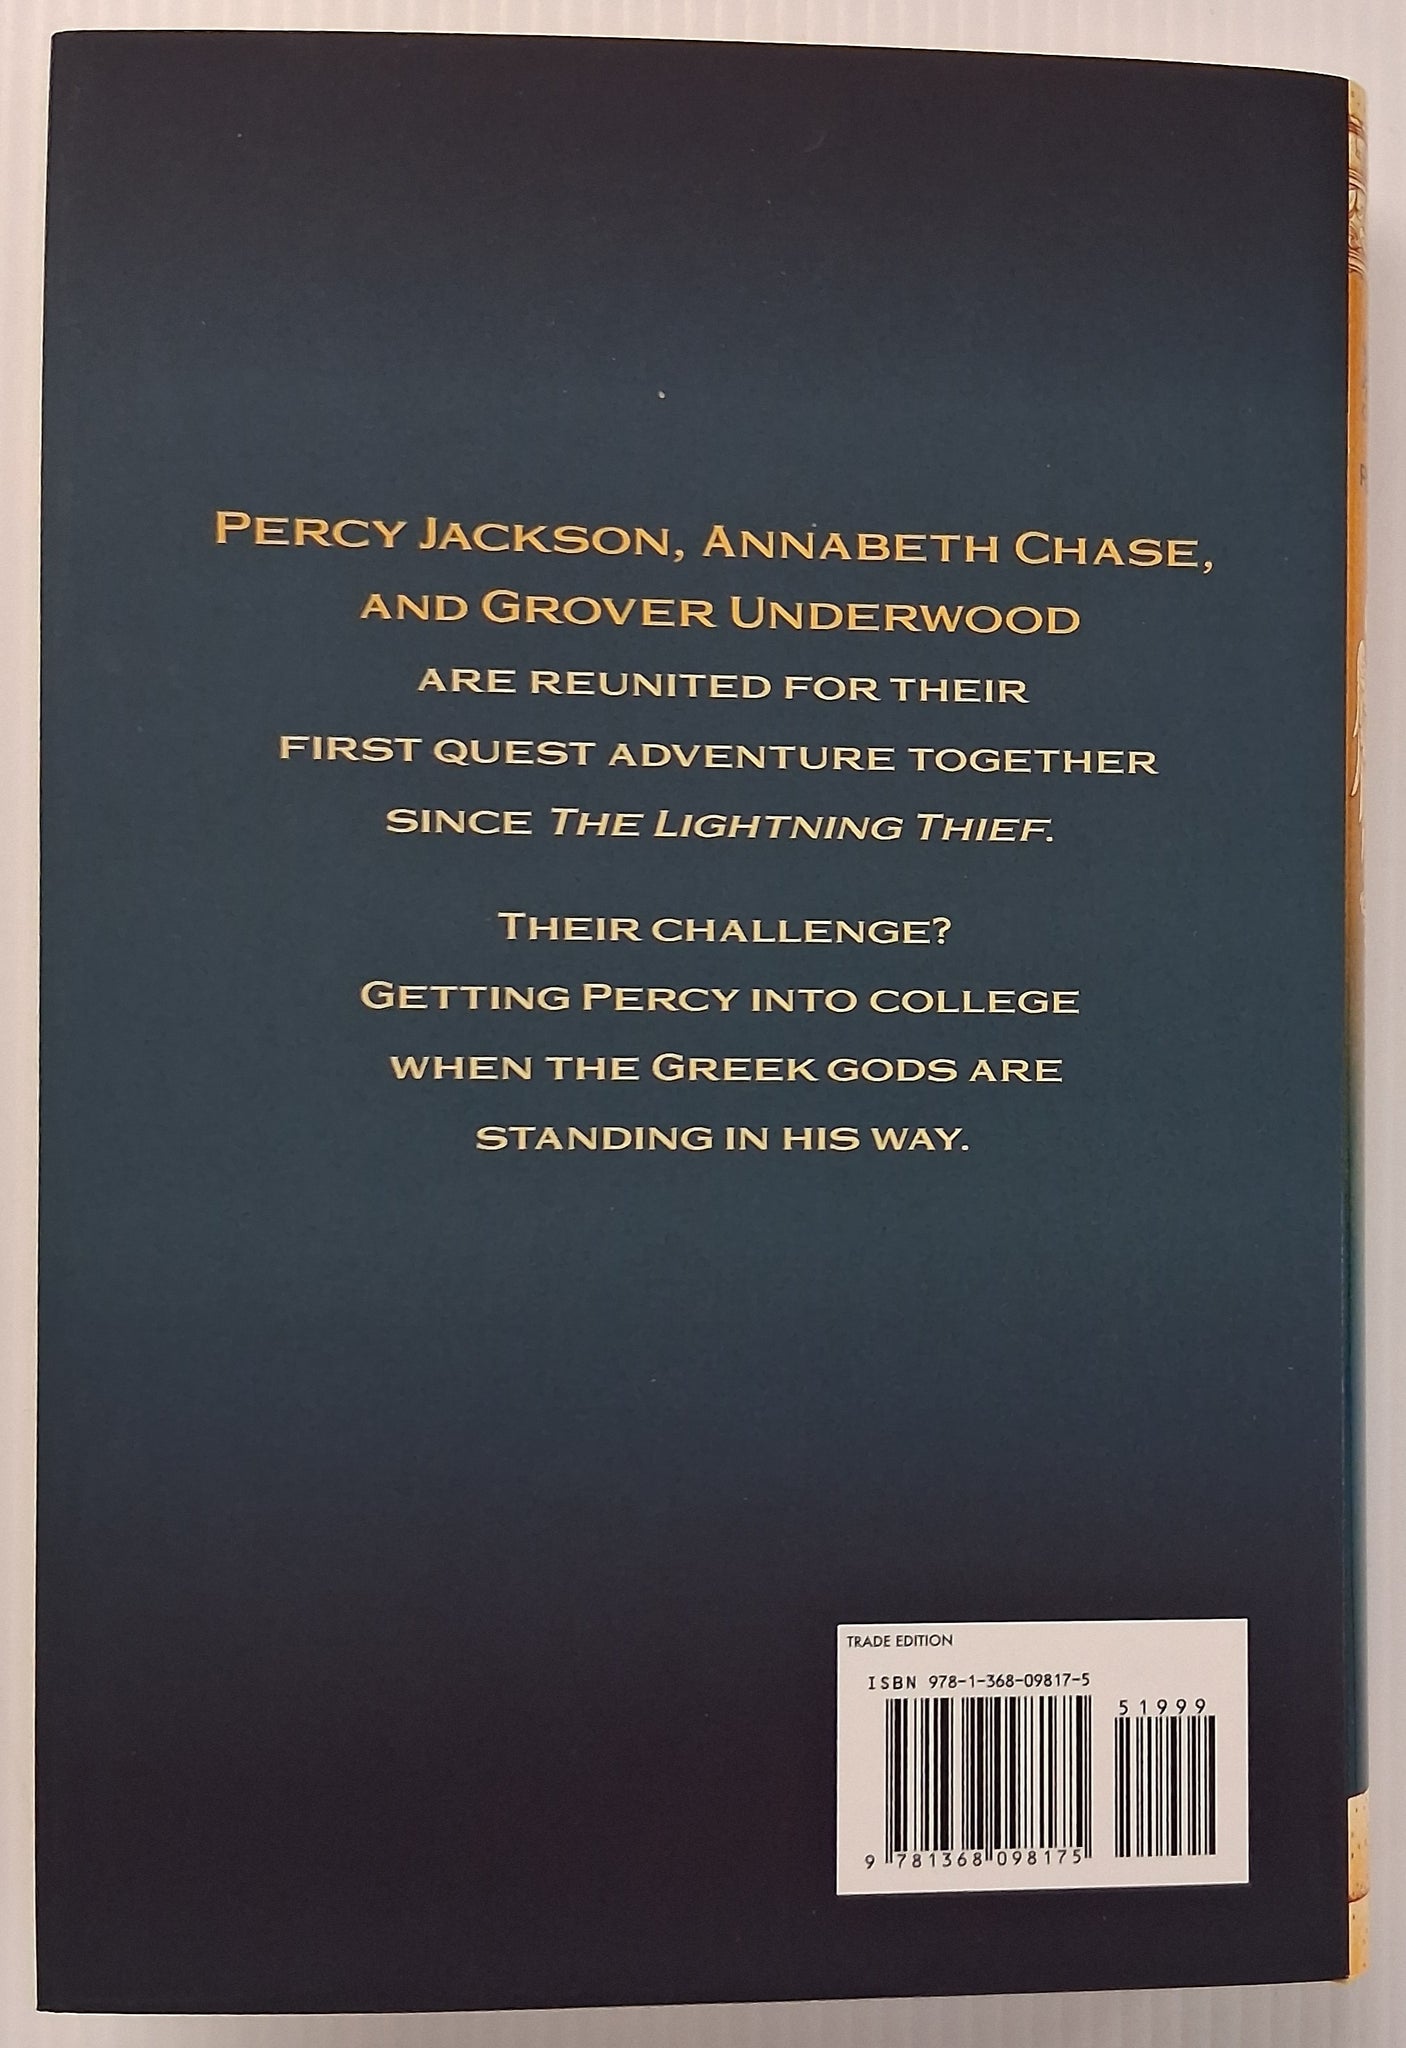 PERCY JACKSON, ANNABETH CHASE,
AND GROVER UNDERWOOD
ARE REUNITED FOR THEIR
FIRST QUEST ADVENTURE TOGETHER
SINCE THE LIGHTNING THIEF.
THEIR CHALLENGE?
GETTING PERCY INTO COLLEGE
WHEN THE GREEK GODS ARE
STANDING IN HIS WAY.
TRADE EDITION
ISBN 978-1-368-09817-5
51999
9 781368 098175